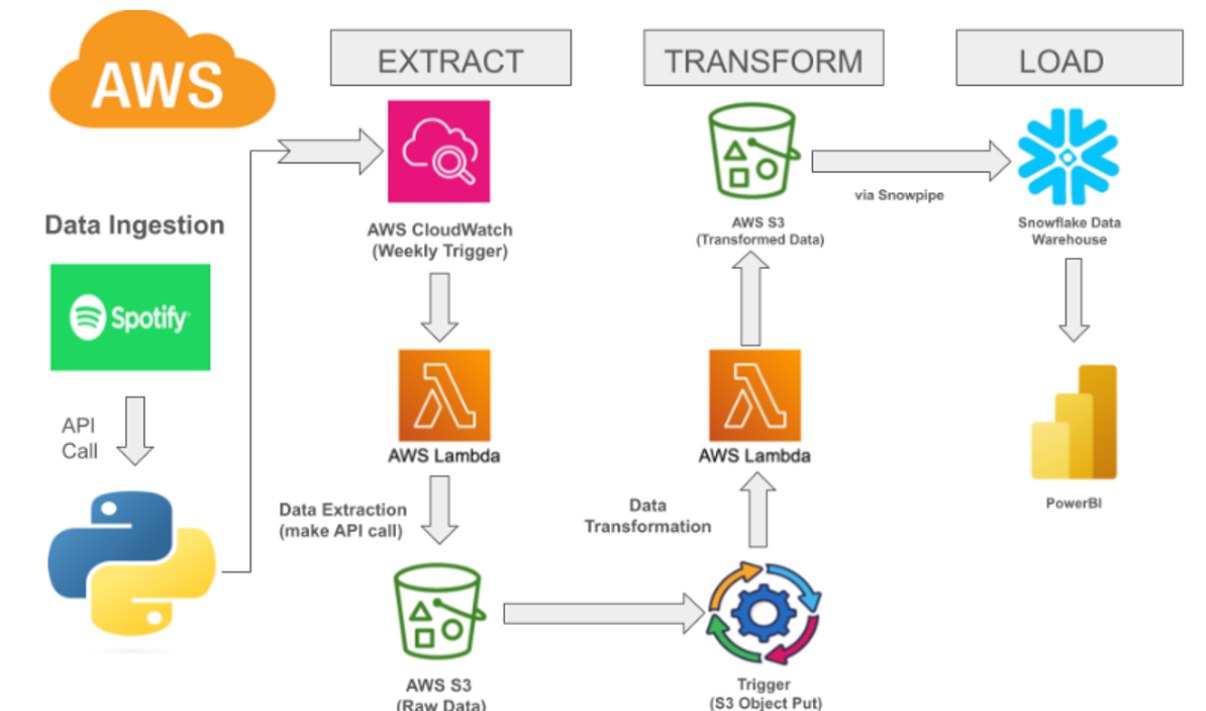 AWS
EXTRACT
TRANSFORM
LOAD
Data Ingestion
Spotify
API
Call
AWS CloudWatch
(Weekly Trigger)
AWS Lambda
Data Extraction
(make API call)
AWS S3
(Raw Data)
Trigger
(S3 Object Put)
Data
Transformation
AWS Lambda
AWS S3
(Transformed Data)
via Snowpipe
Snowflake Data
Warehouse
PowerBI